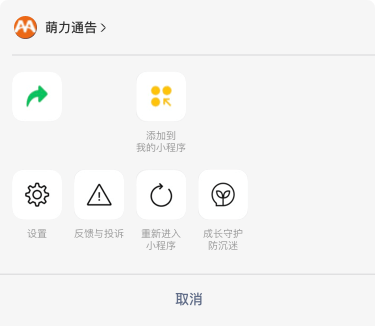 萌力通告
添加到
我的小程序
设置
反馈与投诉
重新进入
小程序
成长守护
防沉迷
取消